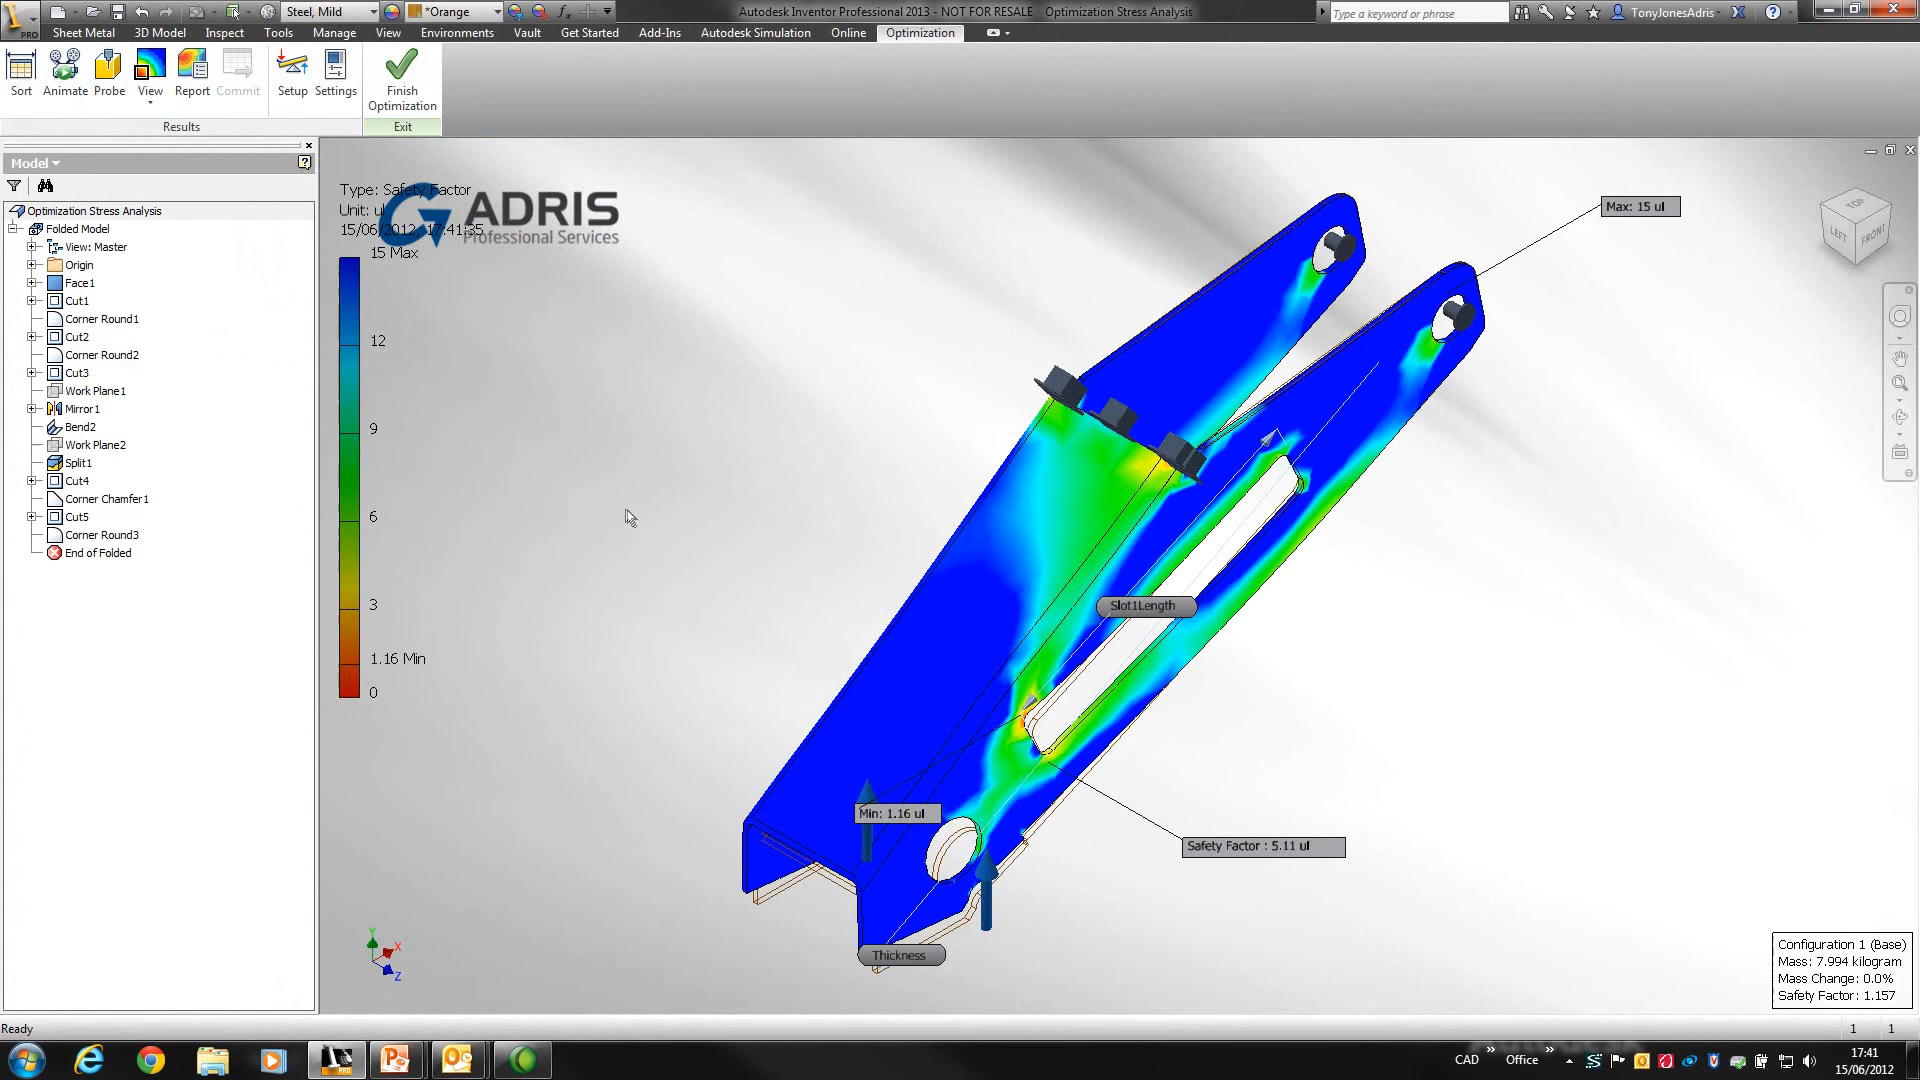 PRO
Steel, Mild
*Orange
Autodesk Inventor Professional 2013 - NOT FOR RESALE   Optimization Stress Analysis
Type a keyword or phrase
TonyJonesAdris
Sheet Metal   3D Model   Inspect   Tools   Manage   View   Environments   Vault   Get Started   Add-Ins   Autodesk Simulation   Online   Optimization
Sort   Animate   Probe   View   Report   Commit   Setup   Settings   Finish Optimization
Results   Exit
Model
Optimization Stress Analysis
Folded Model
View: Master
Origin
Face1
Cut1
Corner Round1
Cut2
Corner Round2
Cut3
Work Plane1
Mirror1
Bend2
Work Plane2
Split1
Cut4
Corner Chamfer1
Cut5
Corner Round3
End of Folded
Type: Safety Factor
Unit: ul
15/06/2012, 17:41:35
ADRIS
Professional Services
15 Max
12
9
6
3
1.16 Min
0
Max: 15 ul
TOP
LEFT
FRONT
Slot1Length
Min: 1.16 ul
Safety Factor : 5.11 ul
Thickness
Y
X
Z
Configuration 1 (Base)
Mass: 7.994 kilogram
Mass Change: 0.0%
Safety Factor: 1.157
Ready
1   1
CAD » Office »
17:41
15/06/2012